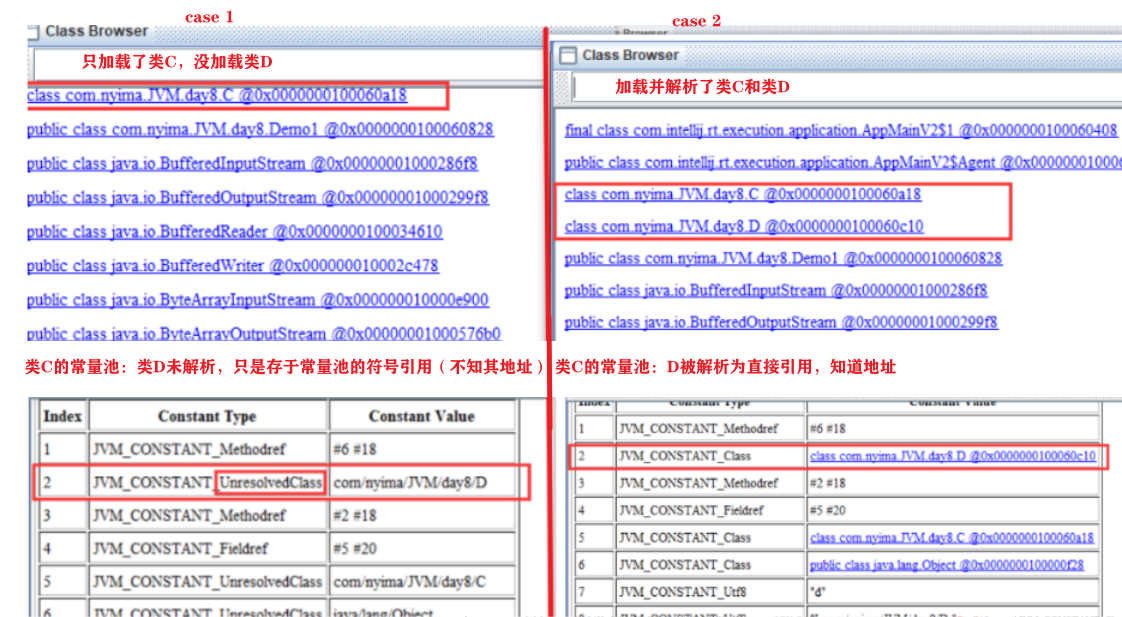 case 1
Class Browser
只加载了类C，没加载类D
class com.nyima.JVM.day8.C @0x0000000100060a18
public class com.nyima.JVM.day8.Demo1 @0x0000000100060828
public class java.io.BufferedInputStream @0x00000001000286f8
public class java.io.BufferedOutputStream @0x00000001000299f8
public class java.io.BufferedReader @0x0000000100034610
public class java.io.BufferedWriter @0x000000010002c478
public class java.io.ByteArrayInputStream @0x000000010000e900
public class java.io.ByteArrayOutputStream @0x00000001000576b0
类C的常量池：类D未解析，只是存于常量池的符号引用（不知其地址）
Index Constant Type Constant Value
1 JVM_CONSTANT_Methodref #6 #18
2 JVM_CONSTANT_UnresolvedClass com/nyima/JVM/day8/D
3 JVM_CONSTANT_Methodref #2 #18
4 JVM_CONSTANT_Fieldref #5 #20
5 JVM_CONSTANT_UnresolvedClass com/nyima/JVM/day8/C
6 JVM_CONSTANT_UnresolvedClass java/lang/Object
case 2
Browser
Class Browser
加载并解析了类C和类D
final class com.intellij.rt.execution.application.AppMainV2$1 @0x0000000100060408
public class com.intellij.rt.execution.application.AppMainV2$Agent @0x00000001000
class com.nyima.JVM.day8.C @0x0000000100060a18
class com.nyima.JVM.day8.D @0x0000000100060c10
public class com.nyima.JVM.day8.Demo1 @0x0000000100060828
public class java.io.BufferedInputStream @0x00000001000286f8
public class java.io.BufferedOutputStream @0x00000001000299f8
类C的常量池：D被解析为直接引用，知道地址
Index Constant Type Constant Value
1 JVM_CONSTANT_Methodref #6 #18
2 JVM_CONSTANT_Class class com.nyima.JVM.day8.D @0x0000000100060c10
3 JVM_CONSTANT_Methodref #2 #18
4 JVM_CONSTANT_Fieldref #5 #20
5 JVM_CONSTANT_Class class com.nyima.JVM.day8.C @0x0000000100060a18
6 JVM_CONSTANT_Class public class java.lang.Object @0x0000000100000f28
7 JVM_CONSTANT_Utf8 "d"